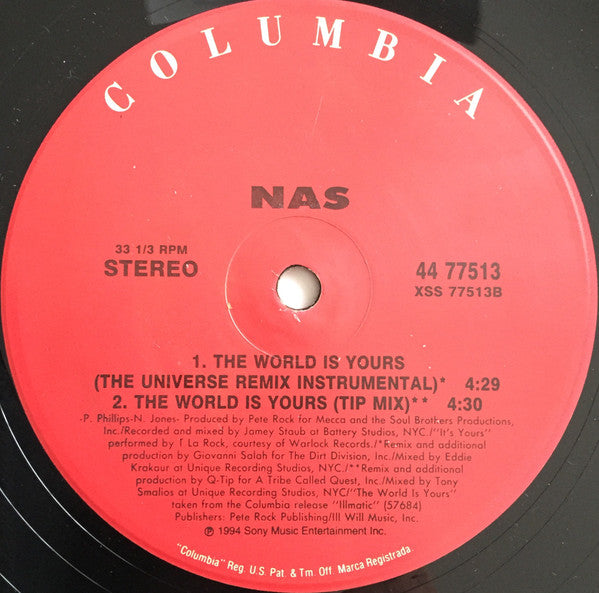 COLUMBIA
NAS
33 1/3 RPM
STEREO
44 77513
XSS 77513B
1. THE WORLD IS YOURS
(THE UNIVERSE REMIX INSTRUMENTAL)* 4:29
2. THE WORLD IS YOURS (TIP MIX)** 4:30
-P. Phillips-N. Jones- Produced by Pete Rock for Mecca and the Soul Brothers Productions,
Inc./Recorded and mixed by Jamey Staub at Battery Studios, NYC./"It's Yours"
performed by T La Rock, courtesy of Warlock Records./*Remix and additional
production by Giovanni Salah for The Dirt Division, Inc./Mixed by Eddie
Krakaur at Unique Recording Studios, NYC./**Remix and additional
production by Q-Tip for A Tribe Called Quest, Inc./Mixed by Tony
Smalios at Unique Recording Studios, NYC/"The World Is Yours"
taken from the Columbia release "Illmatic" (57684)
Publishers: Pete Rock Publishing/Ill Will Music, Inc.
℗ 1994 Sony Music Entertainment Inc.
"Columbia" Reg. U.S. Pat. & Tm. Off. Marca Registrada.